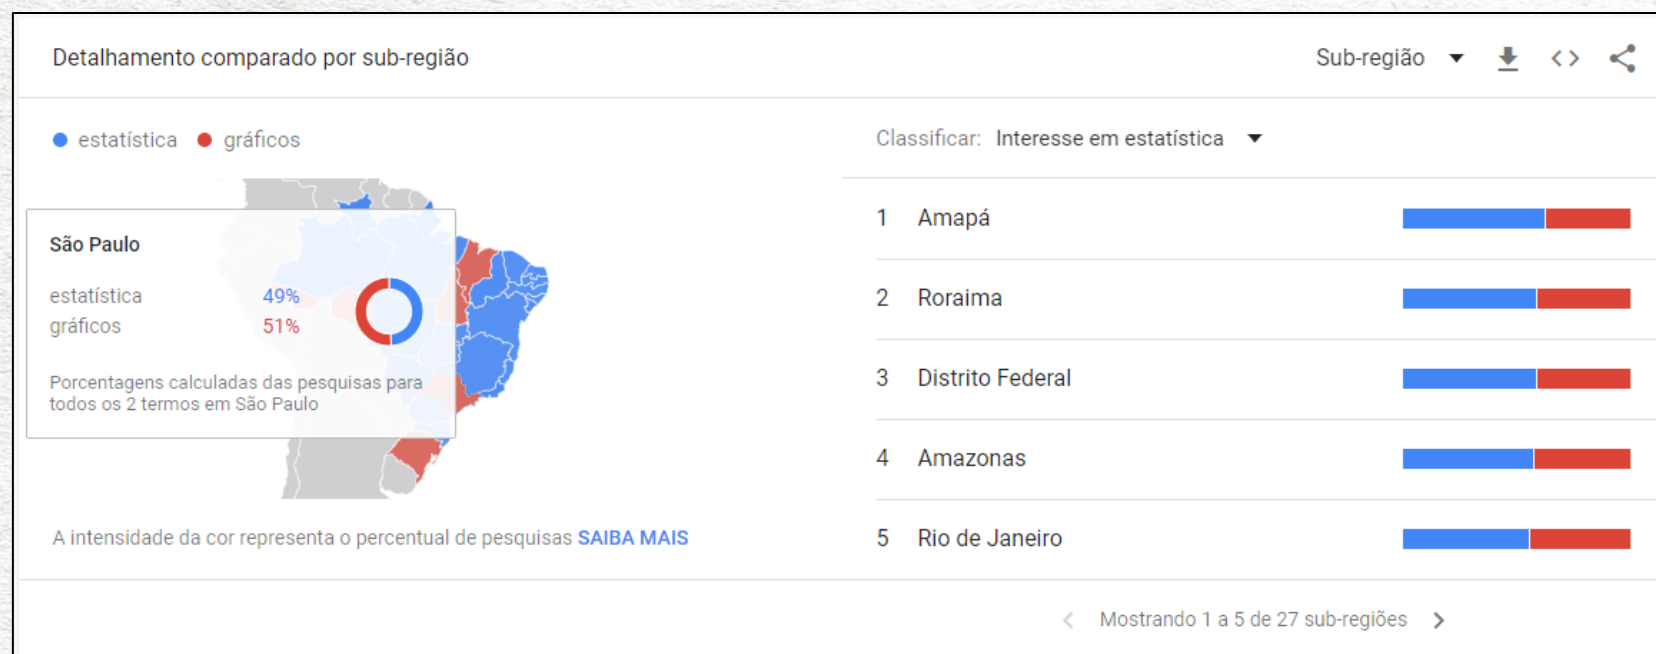 Detalhamento comparado por sub-região
Sub-região
estatística gráficos
Classificar: Interesse em estatística
São Paulo
estatística 49%
gráficos 51%
Porcentagens calculadas das pesquisas para
todos os 2 termos em São Paulo
A intensidade da cor representa o percentual de pesquisas SAIBA MAIS
1 Amapá
2 Roraima
3 Distrito Federal
4 Amazonas
5 Rio de Janeiro
Mostrando 1 a 5 de 27 sub-regiões